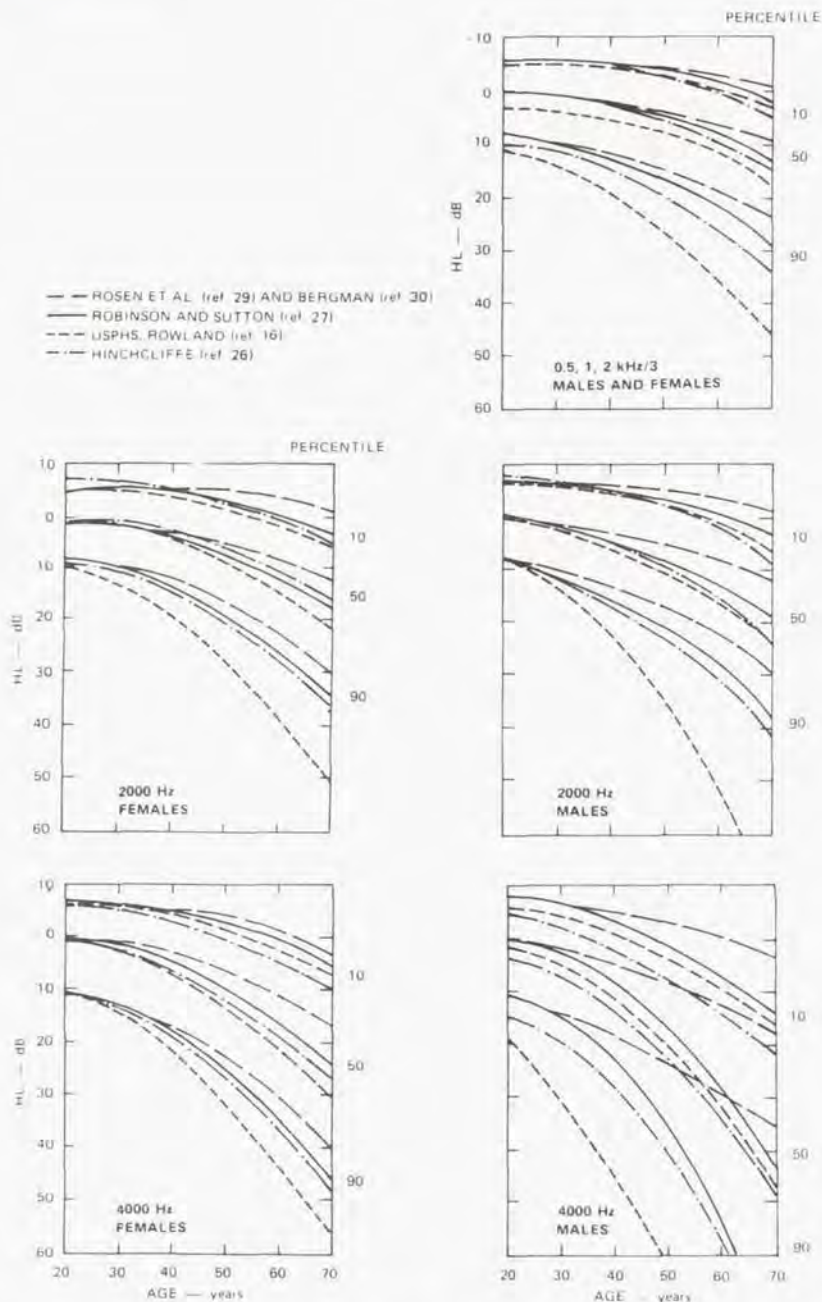 PERCENTILE
-10
0
10
20
30
40
50
60
HL — dB
10
50
90
0.5, 1, 2 kHz/3
MALES AND FEMALES
ROSEN ET AL. (ref. 29) AND BERGMAN (ref. 30)
ROBINSON AND SUTTON (ref. 27)
USPHS, ROWLAND (ref. 16)
HINCHCLIFFE (ref. 26)
PERCENTILE
10
0
10
20
30
40
50
60
HL — dB
10
50
90
2000 Hz
FEMALES
10
50
90
2000 Hz
MALES
10
0
10
20
30
40
50
60
HL — dB
10
50
90
4000 Hz
FEMALES
20 30 40 50 60 70
AGE — years
10
50
90
4000 Hz
MALES
20 30 40 50 60 70
AGE — years